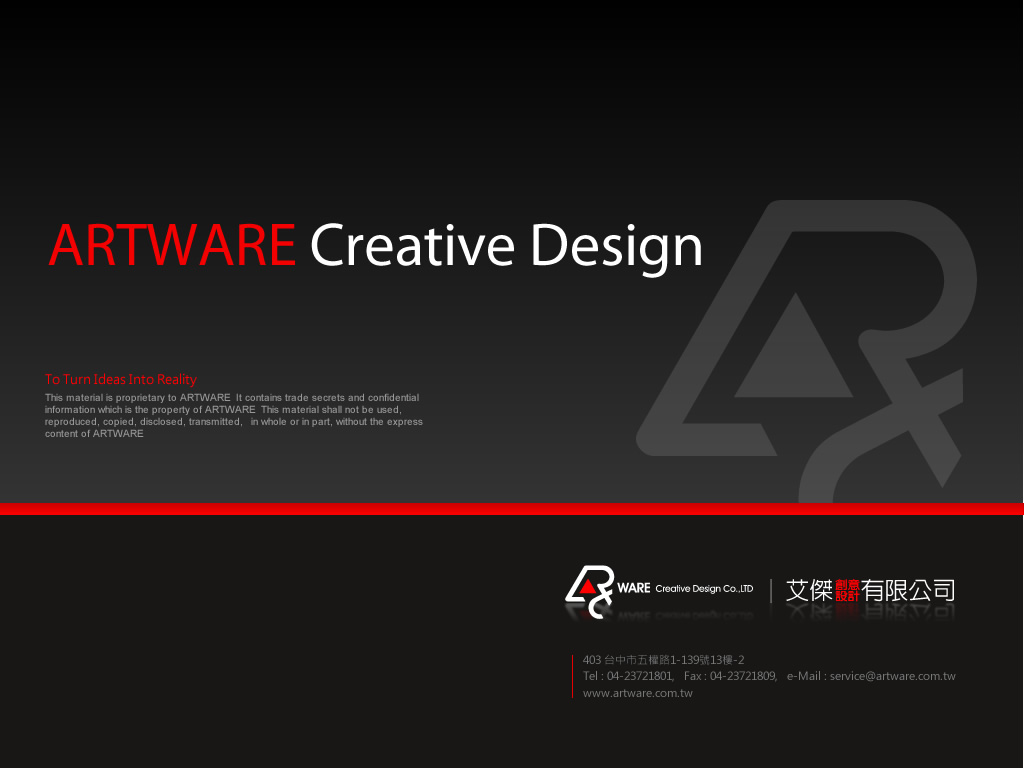 ARTWARE Creative Design
To Turn Ideas Into Reality
This material is proprietary to ARTWARE It contains trade secrets and confidential
information which is the property of ARTWARE This material shall not be used,
reproduced, copied, disclosed, transmitted, in whole or in part, without the express
content of ARTWARE
WARE Creative Design Co.,LTD | 艾傑創意設計有限公司
403 台中市五權路1-139號13樓-2
Tel : 04-23721801, Fax : 04-23721809, e-Mail : service@artware.com.tw
www.artware.com.tw